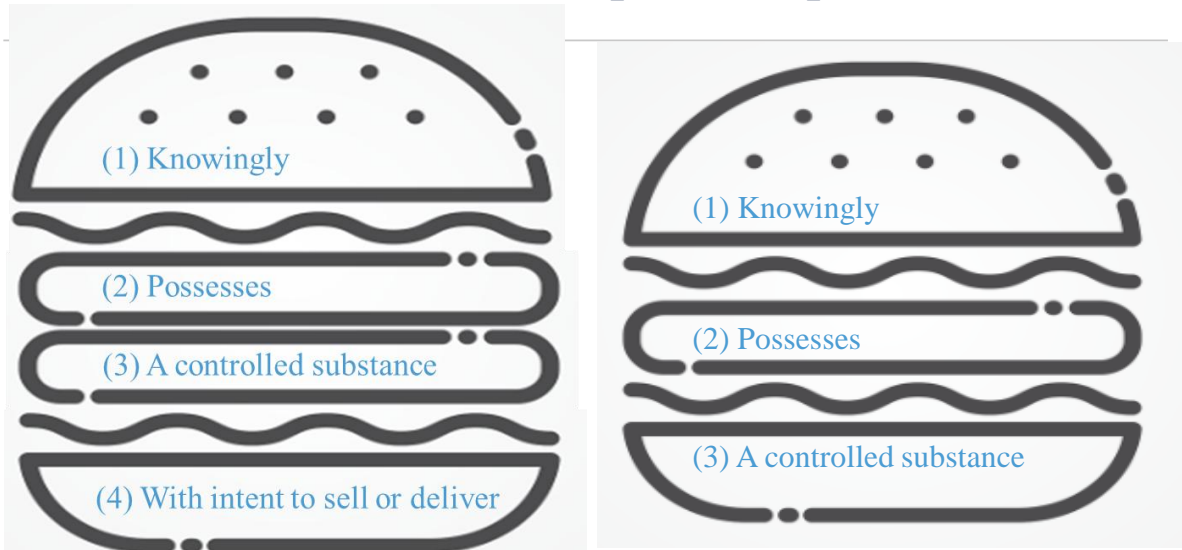 (1) Knowingly
(2) Possesses
(3) A controlled substance
(4) With intent to sell or deliver
(1) Knowingly
(2) Possesses
(3) A controlled substance